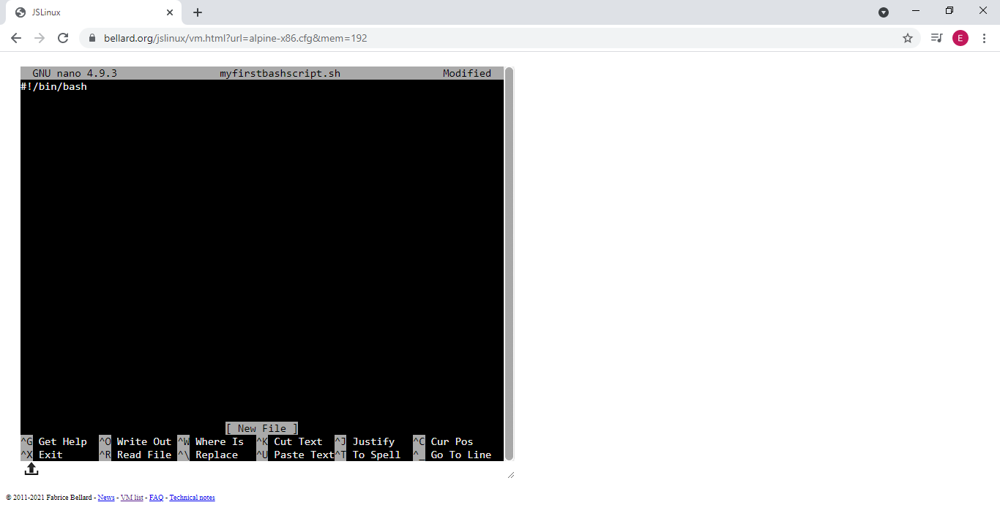 JSLinux
bellard.org/jslinux/vm.html?url=alpine-x86.cfg&mem=192
E
GNU nano 4.9.3 myfirstbashscript.sh Modified
#!/bin/bash
[ New File ]
^G Get Help ^O Write Out ^W Where Is ^K Cut Text ^J Justify ^C Cur Pos
^X Exit ^R Read File ^\ Replace ^U Paste Text ^T To Spell ^_ Go To Line
© 2011-2021 Fabrice Bellard - News - VM list - FAQ - Technical notes